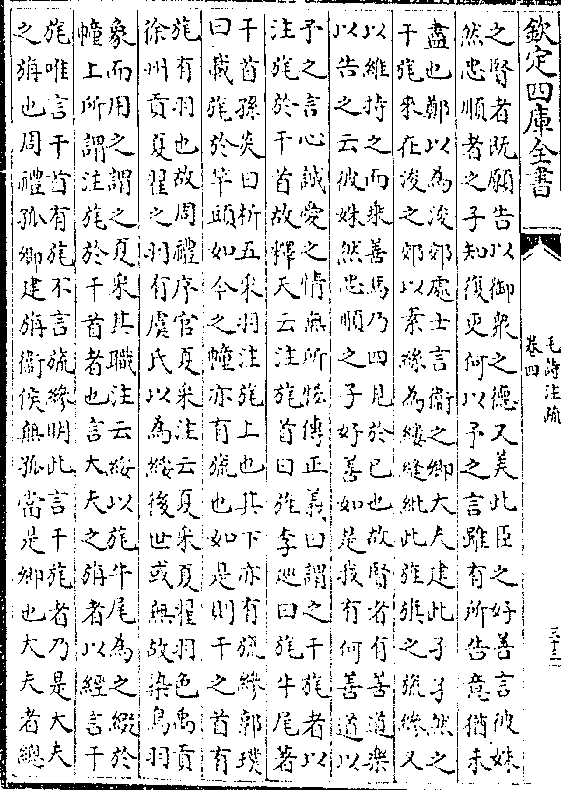 欽定四庫全書
毛詩注疏
卷四
三十二
之賢者既願告以御衆之德又美此臣之好善言彼姝
然忠順者之子知復更何以予之言雖有所告意猶未
盡也鄭以為浚郊處士言衛之卿大夫建此孑孑然之
干旄來在浚之郊以素絲為縷縫紕此旌旗之旒縿又
以維持之而乘善馬乃四見於已也故賢者有善道樂
以告之云彼姝然忠順之子好善如是我有何善道以
予之言心誠愛之情無所恡傳正義曰謂之干旄者以
注旄於干首故釋天云注旄首曰旌李廵曰旄牛尾著
干首孫炎曰析五采羽注旄上也其下亦有旒縿郭璞
曰載旄於竿頭如今之幢亦有旒也如是則干之首有
旄有羽也故周禮序官夏采注云夏采夏翟羽色禹貢
徐州貢夏翟之羽有虞氏以為綏後世或無故染鳥羽
象而用之謂之夏采其職注云綏以旄牛尾為之綴於
幢上所謂注旄於干首者也言大夫之旃者以經言干
旄唯言干首有旄不言旒縿明此言干旄者乃是大夫
之旃也周禮孤卿建旃衛侯無孤當是卿也大夫者總